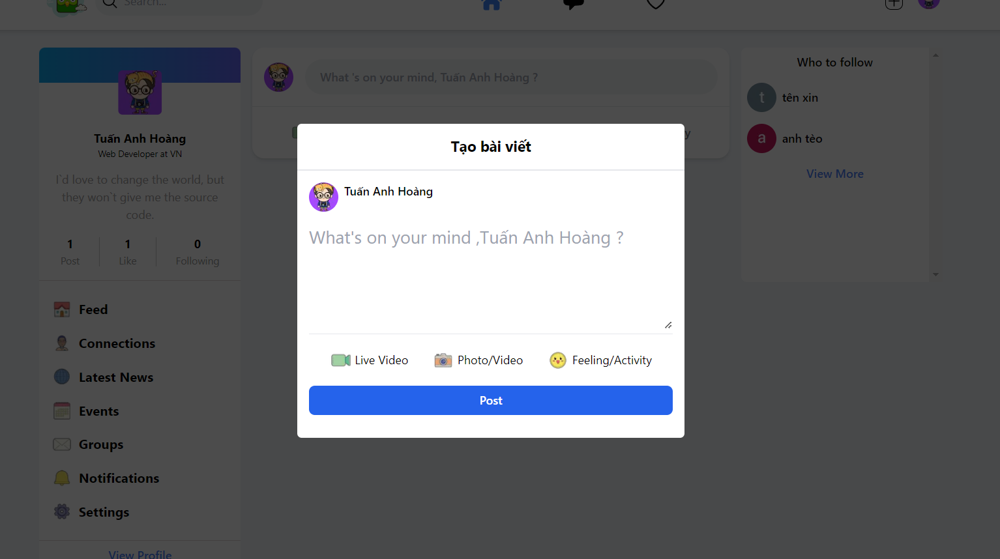 Search...
Tuấn Anh Hoàng
Web Developer at VN
I`d love to change the world, but
they won`t give me the source
code.
1
Post
1
Like
0
Following
Feed
Connections
Latest News
Events
Groups
Notifications
Settings
View Profile
What 's on your mind, Tuấn Anh Hoàng ?
y
Tạo bài viết
Tuấn Anh Hoàng
What's on your mind ,Tuấn Anh Hoàng ?
Live Video
Photo/Video
Feeling/Activity
Post
Who to follow
t
tên xin
a
anh tèo
View More